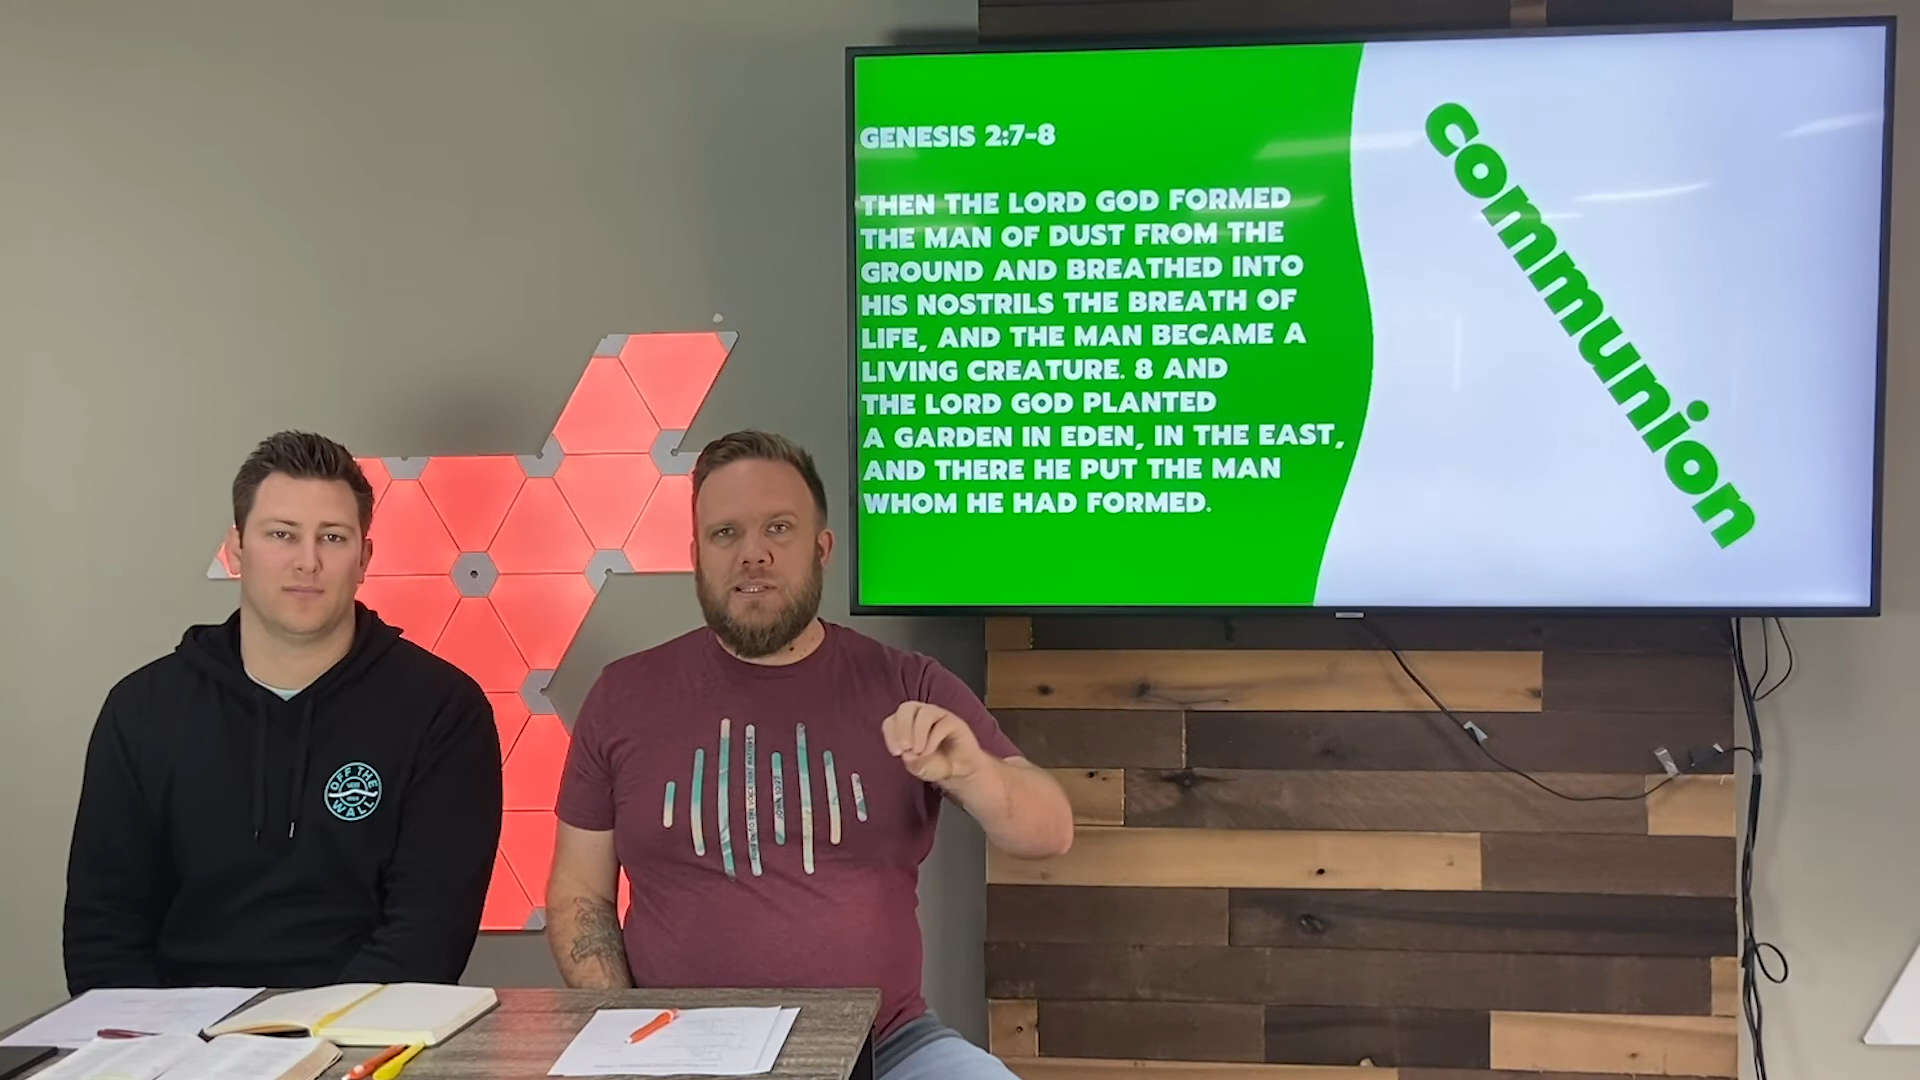 GENESIS 2:7-8
THEN THE LORD GOD FORMED
THE MAN OF DUST FROM THE
GROUND AND BREATHED INTO
HIS NOSTRILS THE BREATH OF
LIFE, AND THE MAN BECAME A
LIVING CREATURE. 8 AND
THE LORD GOD PLANTED
A GARDEN IN EDEN, IN THE EAST,
AND THERE HE PUT THE MAN
WHOM HE HAD FORMED.
communion
OFF THE
WALL
JOHN 10:27